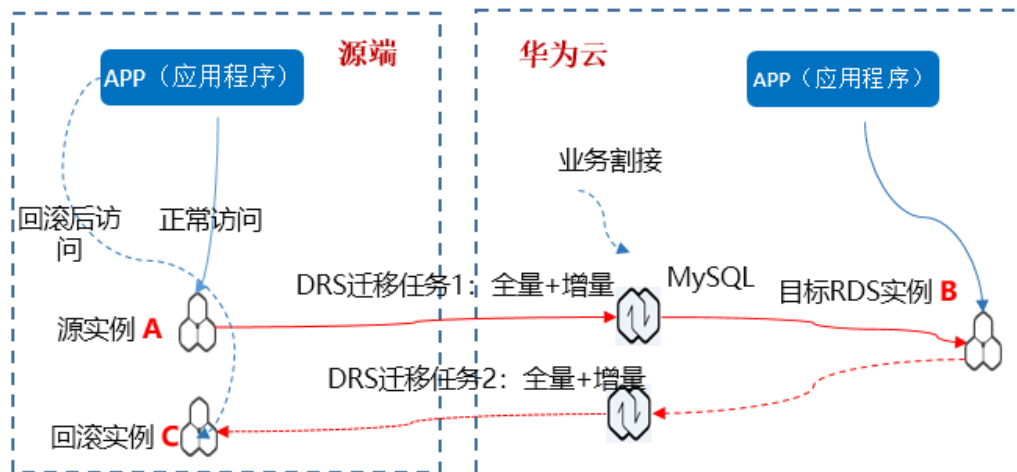 源端
华为云
APP（应用程序）
APP（应用程序）
业务割接
回滚后访
问
正常访问
DRS迁移任务1：全量+增量
MySQL
目标RDS实例 B
源实例 A
DRS迁移任务2：全量+增量
回滚实例 C